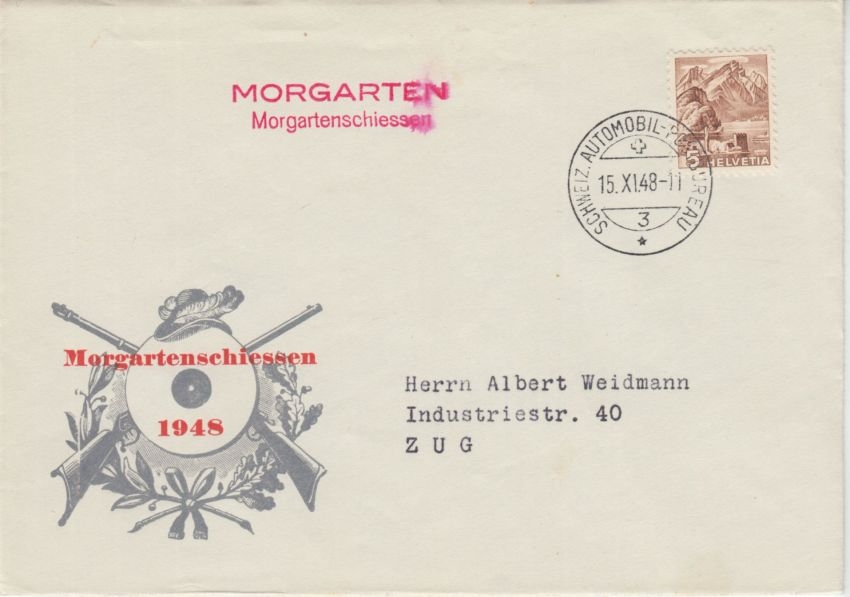 MORGARTEN
Morgartenschiessen
SCHWEIZ. AUTOMOBIL-POSTBUREAU
15. XI.48-11
3
5
HELVETIA
Morgartenschiessen
1948
Herrn Albert Weidmann
Industriestr. 40
ZUG